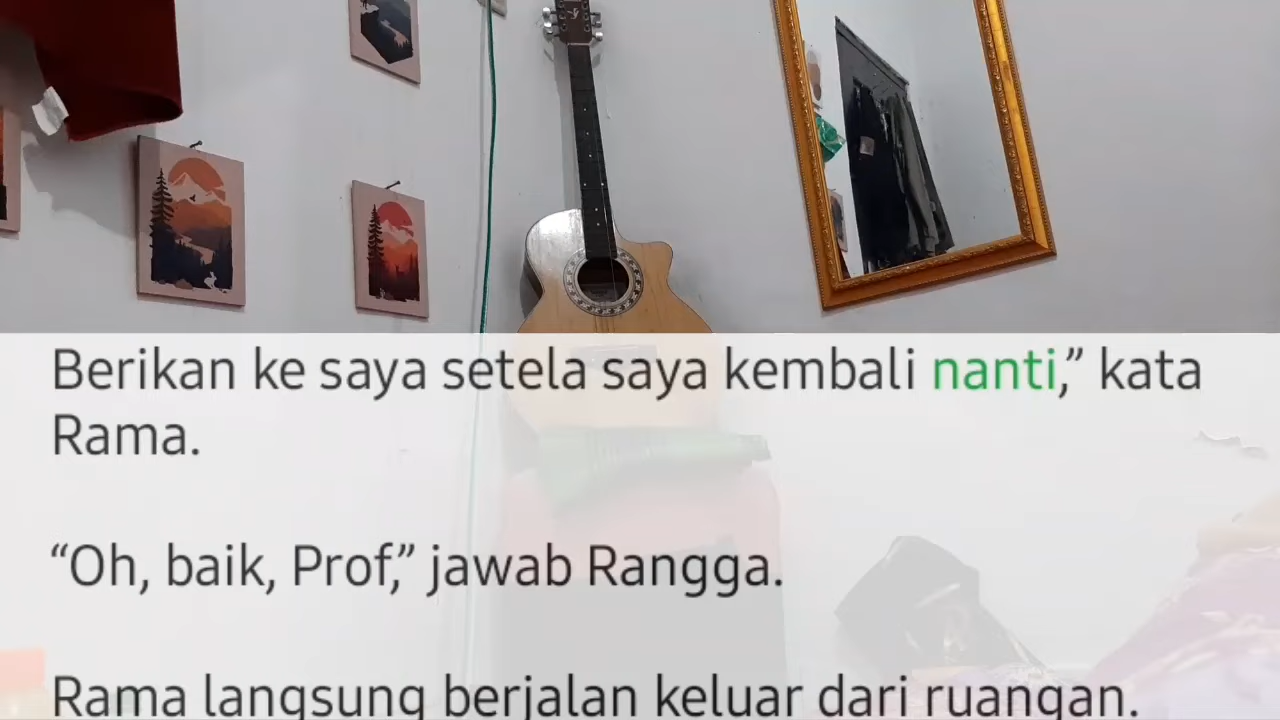 Berikan ke saya setela saya kembali nanti,” kata
Rama.
“Oh, baik, Prof,” jawab Rangga.
Rama langsung berjalan keluar dari ruangan.